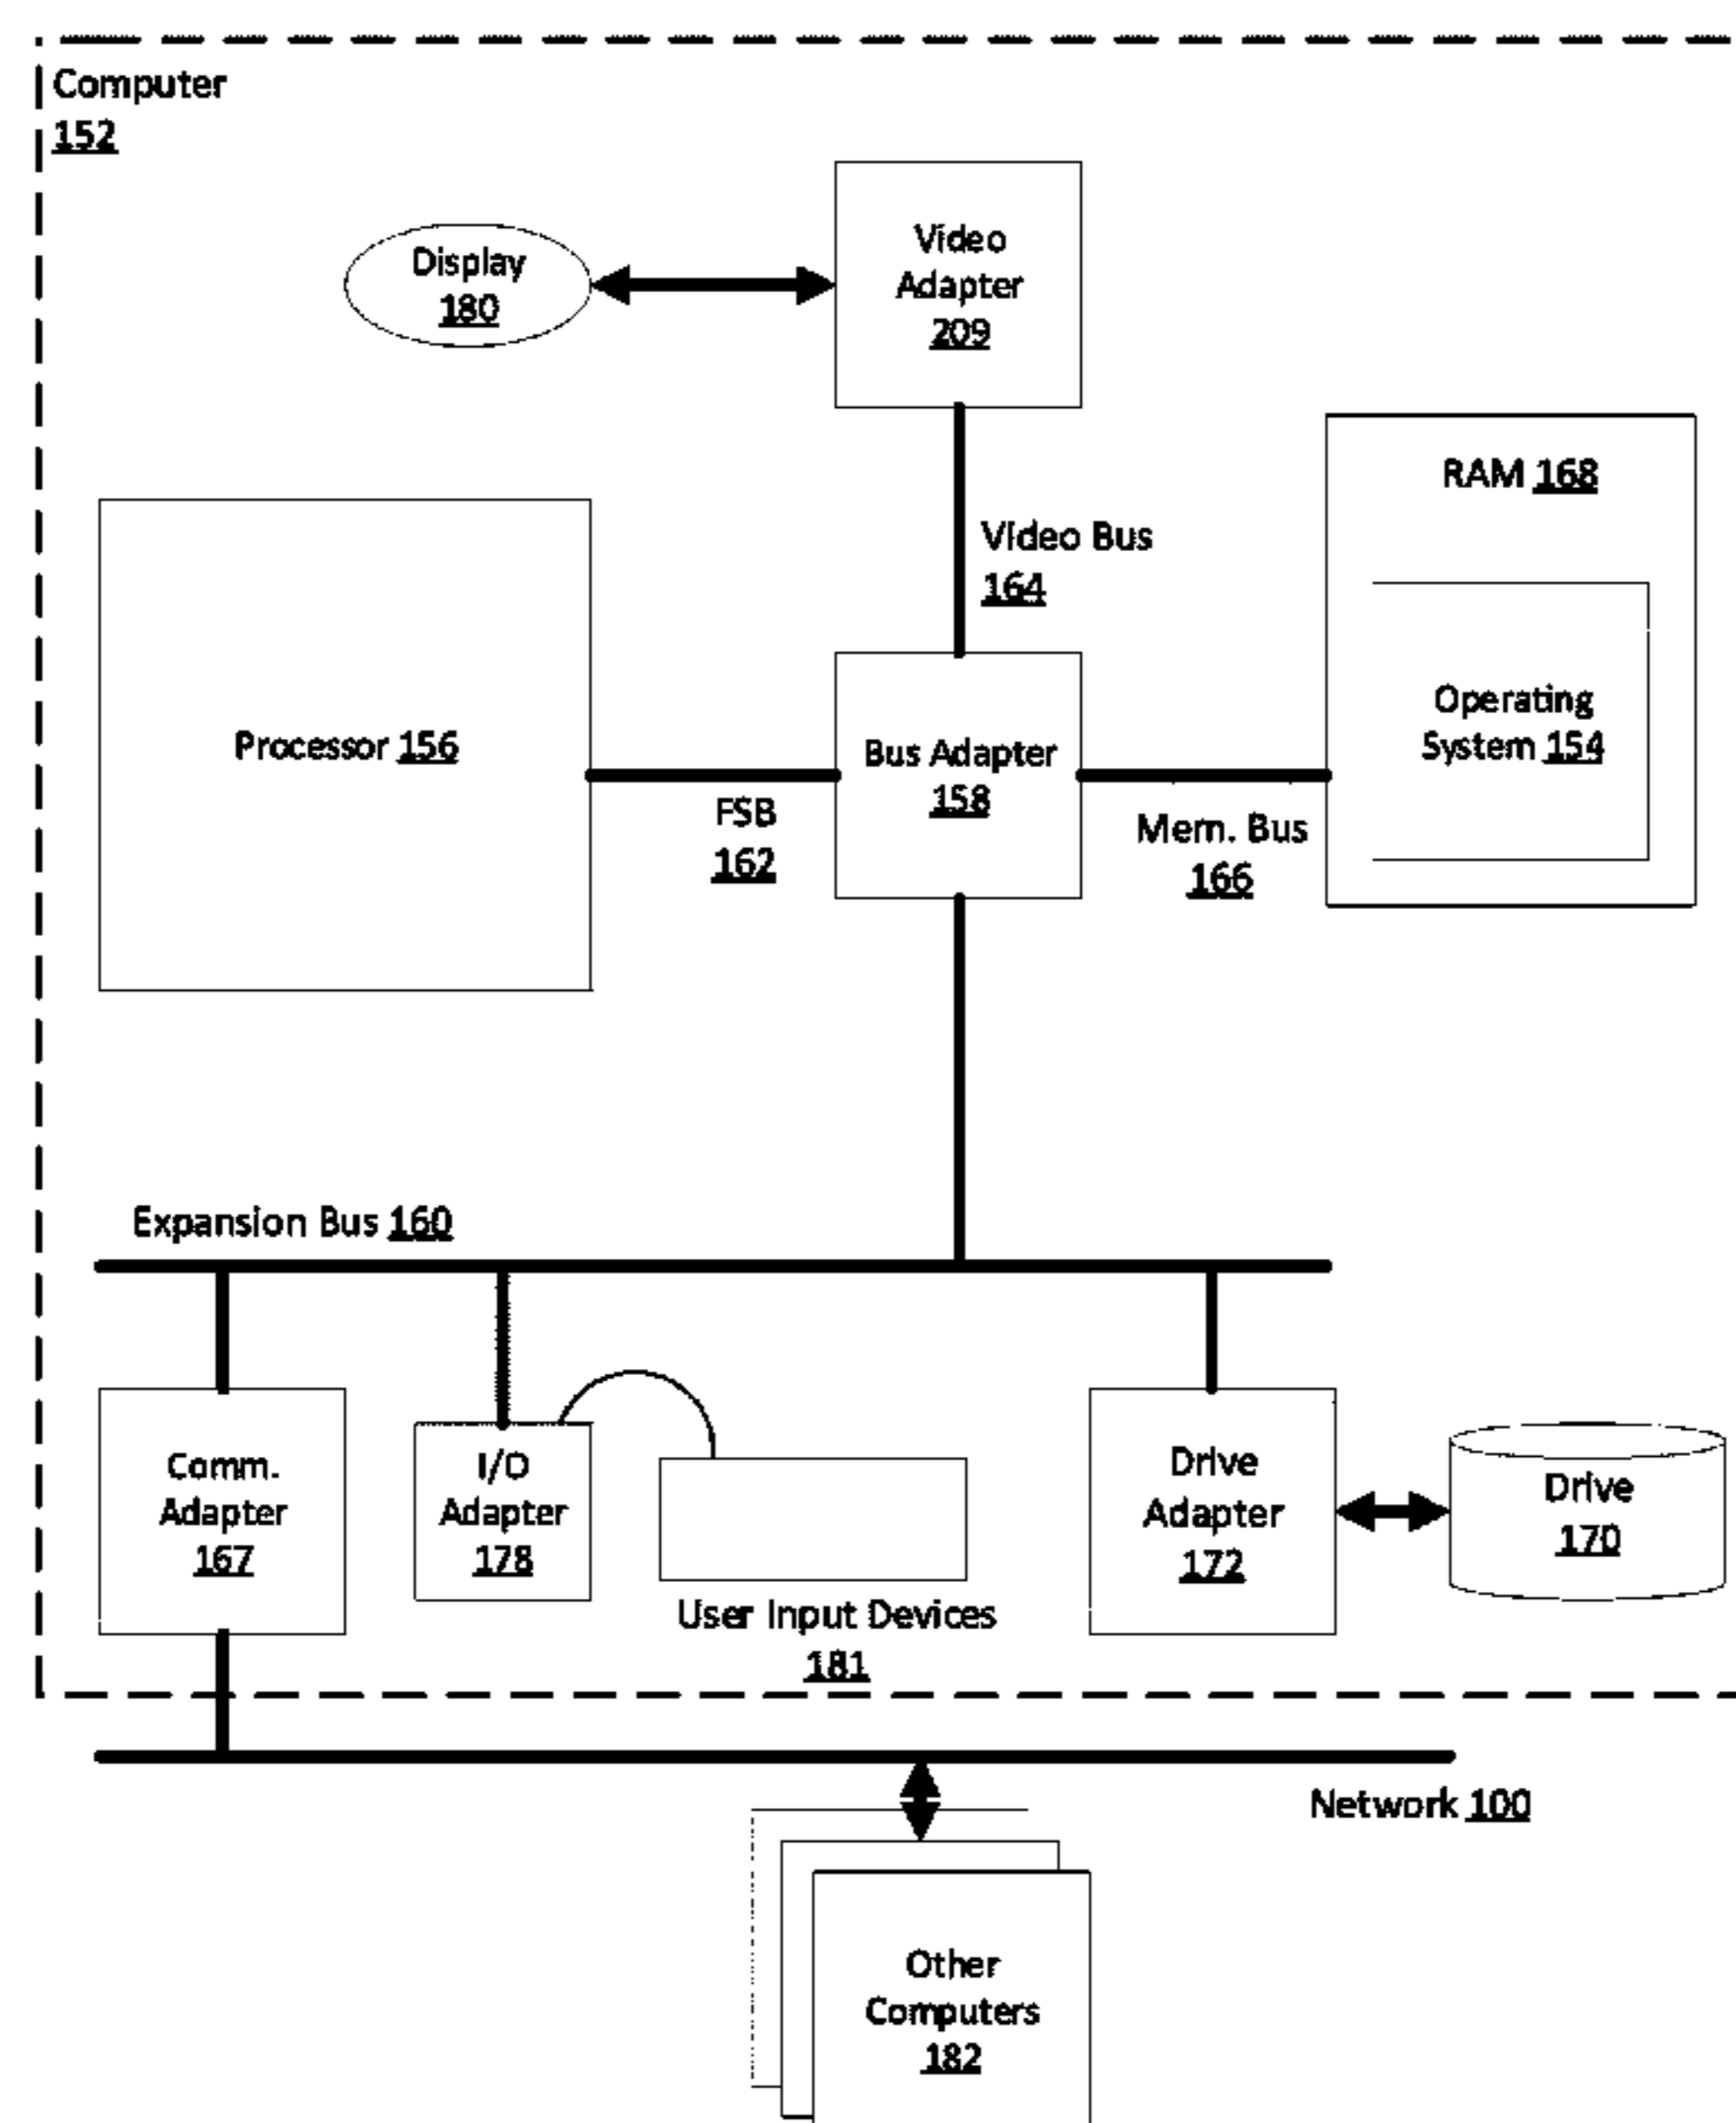 Computer
152
Display
180
Video
Adapter
209
RAM 168
Video Bus
164
Operating
System 154
Processor 156
Bus Adapter
158
FSB
162
Mem. Bus
166
Expansion Bus 160
Comm.
Adapter
167
I/O
Adapter
178
User Input Devices
181
Drive
Adapter
172
Drive
170
Network 100
Other
Computers
182